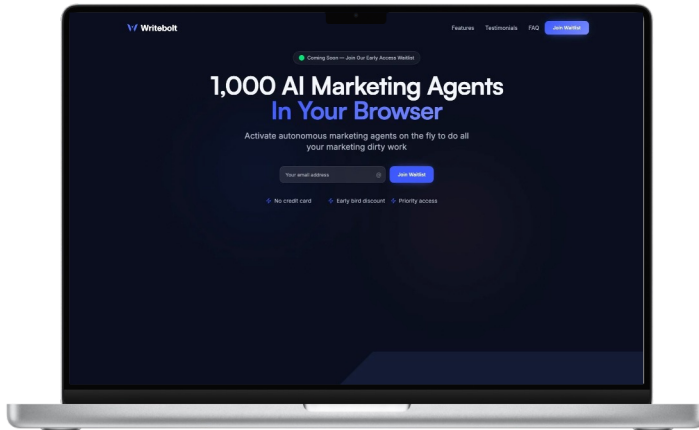 Writebolt
Features Testimonials FAQ Join Waitlist
Coming Soon — Join Our Early Access Waitlist
1,000 AI Marketing Agents
In Your Browser
Activate autonomous marketing agents on the fly to do all
your marketing dirty work
Your email address Join Waitlist
No credit card Early bird discount Priority access